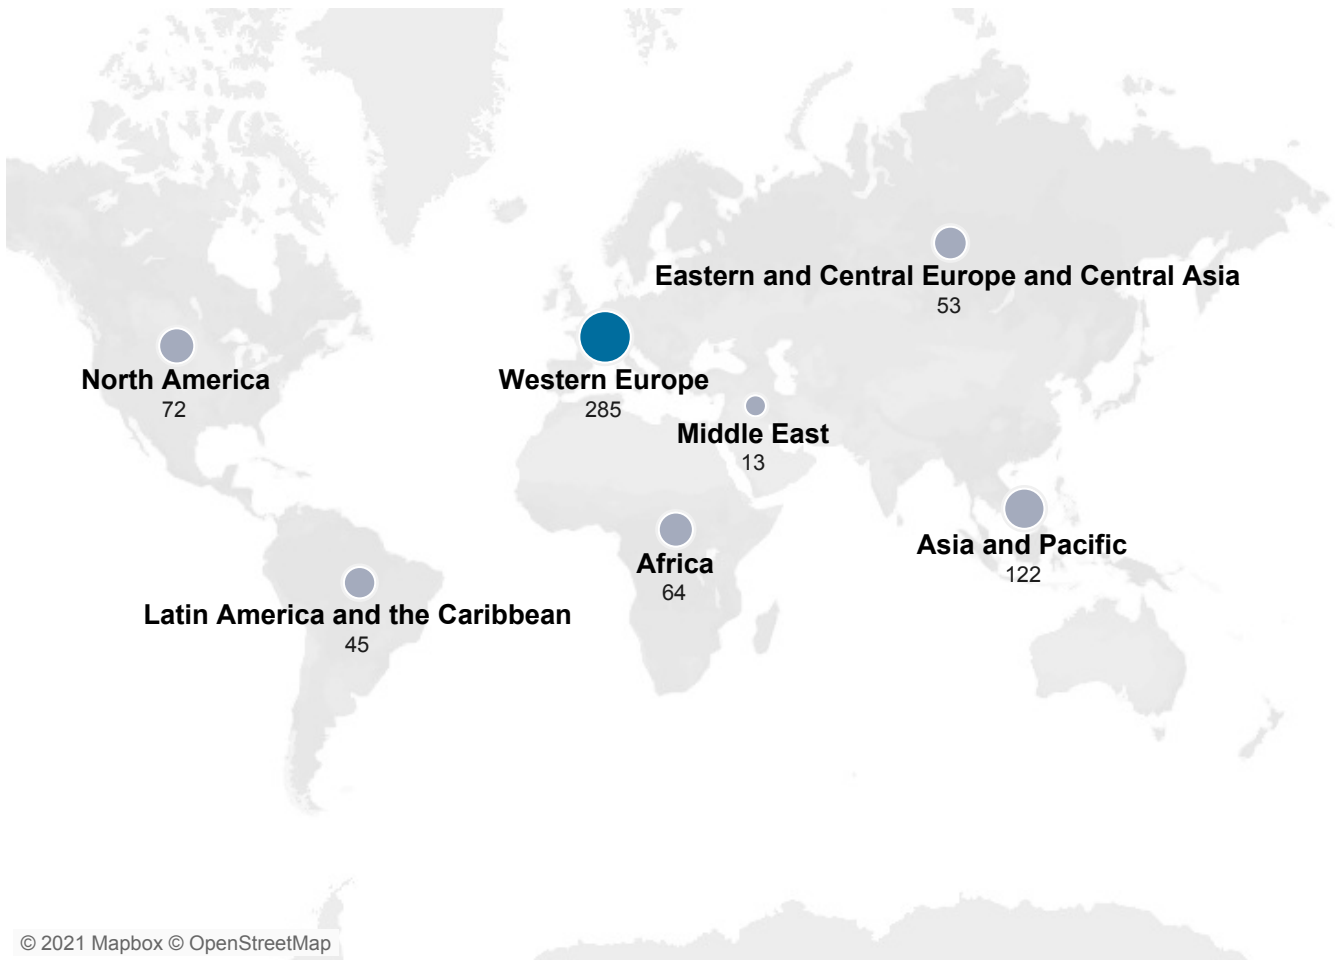 Eastern and Central Europe and Central Asia
53
North America
72
Western Europe
285
Middle East
13
Asia and Pacific
122
Africa
64
Latin America and the Caribbean
45
© 2021 Mapbox © OpenStreetMap